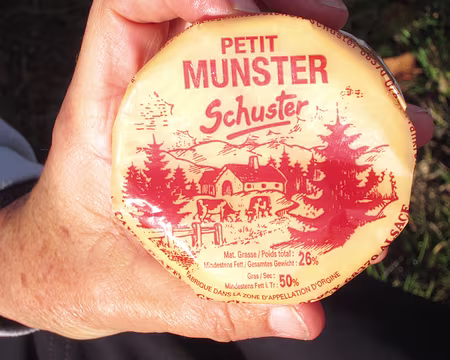 PETIT
MUNSTER
Schuster
Mat. Grasse / Poids total : 26%
Mindestens Fett / Gesamtes Gewicht :
Gras / Sec : 50%
Mindestens Fett i. Tr :
FABRIQUE DANS LA ZONE D'APPELLATION D'ORIGINE
ALSACE